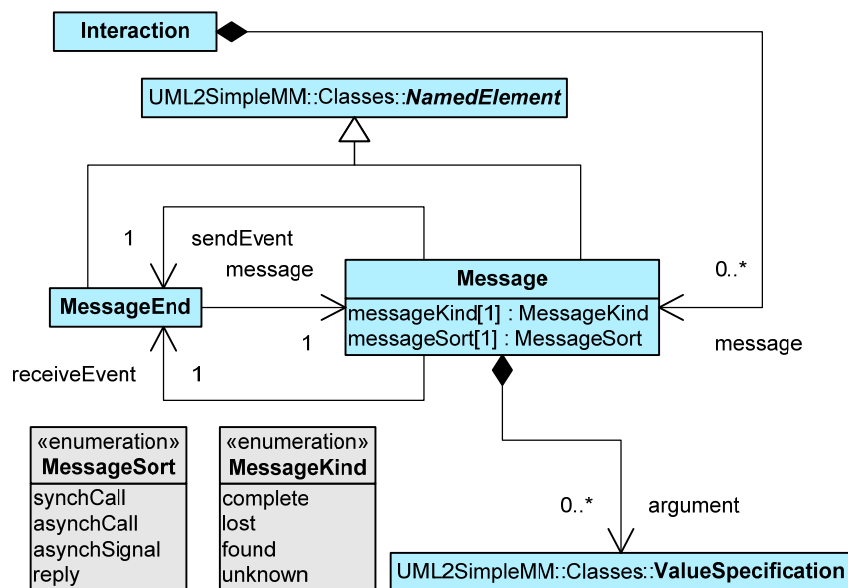 Interaction
UML2SimpleMM::Classes::NamedElement
1
sendEvent
message
Message
0..*
MessageEnd
messageKind[1] : MessageKind
messageSort[1] : MessageSort
1
message
receiveEvent
1
«enumeration»
MessageSort
synchCall
asynchCall
asynchSignal
reply
«enumeration»
MessageKind
complete
lost
found
unknown
0..*
argument
UML2SimpleMM::Classes::ValueSpecification